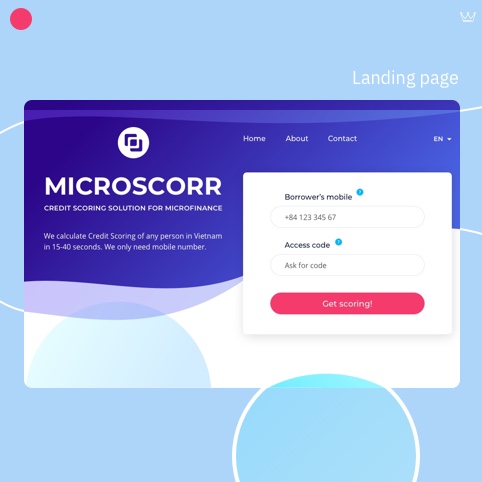 Landing page
Home About Contact EN
MICROSCORR
CREDIT SCORING SOLUTION FOR MICROFINANCE
We calculate Credit Scoring of any person in Vietnam
in 15-40 seconds. We only need mobile number.
Borrower's mobile ?
+84 123 345 67
Access code ?
Ask for code
Get scoring!